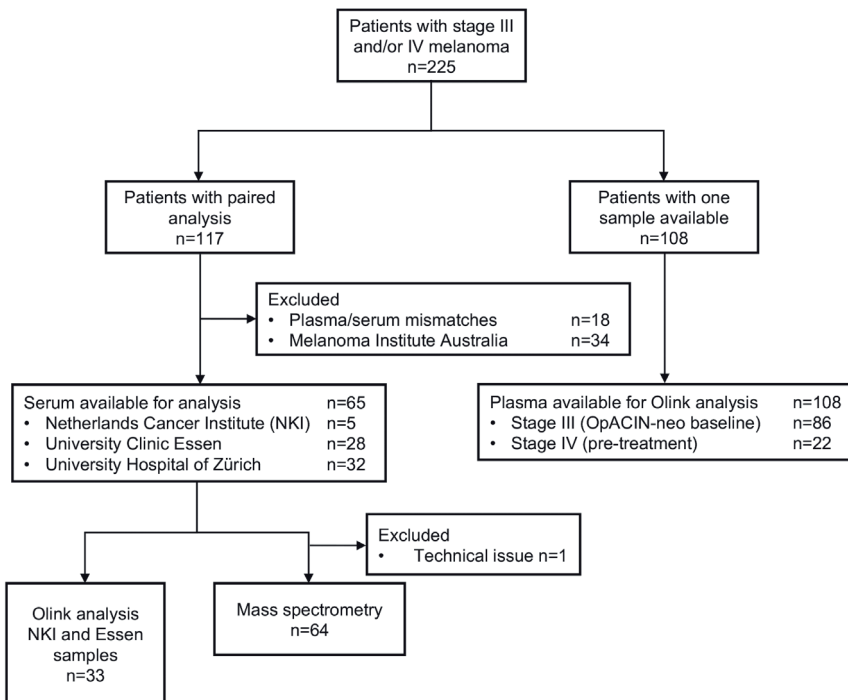 Patients with stage III
and/or IV melanoma
n=225
Patients with paired
analysis
n=117
Patients with one
sample available
n=108
Excluded
• Plasma/serum mismatches n=18
• Melanoma Institute Australia n=34
Serum available for analysis n=65
• Netherlands Cancer Institute (NKI) n=5
• University Clinic Essen n=28
• University Hospital of Zürich n=32
Plasma available for Olink analysis n=108
• Stage III (OpACIN-neo baseline) n=86
• Stage IV (pre-treatment) n=22
Excluded
• Technical issue n=1
Olink analysis
NKI and Essen
samples
n=33
Mass spectrometry
n=64